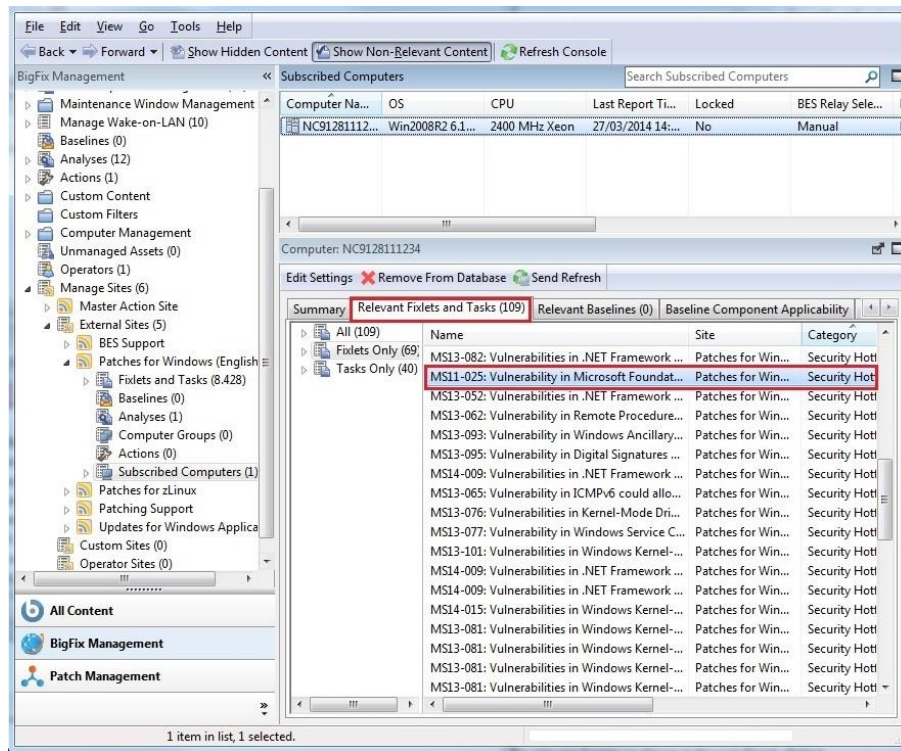 File Edit View Go Tools Help
Back Forward Show Hidden Content Show Non-Relevant Content Refresh Console
BigFix Management «
Maintenance Window Management
Manage Wake-on-LAN (10)
Baselines (0)
Analyses (12)
Actions (1)
Custom Content
Custom Filters
Computer Management
Unmanaged Assets (0)
Operators (1)
Manage Sites (6)
Master Action Site
External Sites (5)
BES Support
Patches for Windows (English
Fixlets and Tasks (8.428)
Baselines (0)
Analyses (1)
Computer Groups (0)
Actions (0)
Subscribed Computers (1)
Patches for zLinux
Patching Support
Updates for Windows Applica
Custom Sites (0)
Operator Sites (0)
All Content
BigFix Management
Patch Management
»
Subscribed Computers Search Subscribed Computers
Computer Na... OS CPU Last Report Ti... Locked BES Relay Sele...
NC91281112... Win2008R2 6.1... 2400 MHz Xeon 27/03/2014 14:... No Manual
Computer: NC9128111234
Edit Settings Remove From Database Send Refresh
Summary Relevant Fixlets and Tasks (109) Relevant Baselines (0) Baseline Component Applicability
All (109)
Fixlets Only (69)
Tasks Only (40)
Name Site Category
MS13-082: Vulnerabilities in .NET Framework ... Patches for Win... Security Hotf
MS11-025: Vulnerability in Microsoft Foundat... Patches for Win... Security Hot
MS13-052: Vulnerabilities in .NET Framework ... Patches for Win... Security Hotf
MS13-062: Vulnerability in Remote Procedure... Patches for Win... Security Hotf
MS13-093: Vulnerability in Windows Ancillary... Patches for Win... Security Hotf
MS13-095: Vulnerability in Digital Signatures ... Patches for Win... Security Hotf
MS14-009: Vulnerabilities in .NET Framework ... Patches for Win... Security Hotf
MS13-065: Vulnerability in ICMPv6 could allo... Patches for Win... Security Hotf
MS13-076: Vulnerabilities in Kernel-Mode Dri... Patches for Win... Security Hotf
MS13-077: Vulnerability in Windows Service C... Patches for Win... Security Hotf
MS13-101: Vulnerabilities in Windows Kernel-... Patches for Win... Security Hotf
MS14-009: Vulnerabilities in .NET Framework ... Patches for Win... Security Hotf
MS14-009: Vulnerabilities in .NET Framework ... Patches for Win... Security Hotf
MS14-015: Vulnerabilities in Windows Kernel-... Patches for Win... Security Hotf
MS13-081: Vulnerabilities in Windows Kernel-... Patches for Win... Security Hotf
MS13-081: Vulnerabilities in Windows Kernel-... Patches for Win... Security Hotf
MS13-081: Vulnerabilities in Windows Kernel-... Patches for Win... Security Hotf
MS13-081: Vulnerabilities in Windows Kernel-... Patches for Win... Security Hotf
1 item in list, 1 selected.